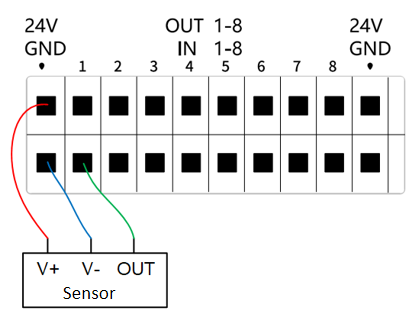 24V OUT 1-8 24V
GND IN 1-8 GND
1 2 3 4 5 6 7 8
V+ V- OUT
Sensor